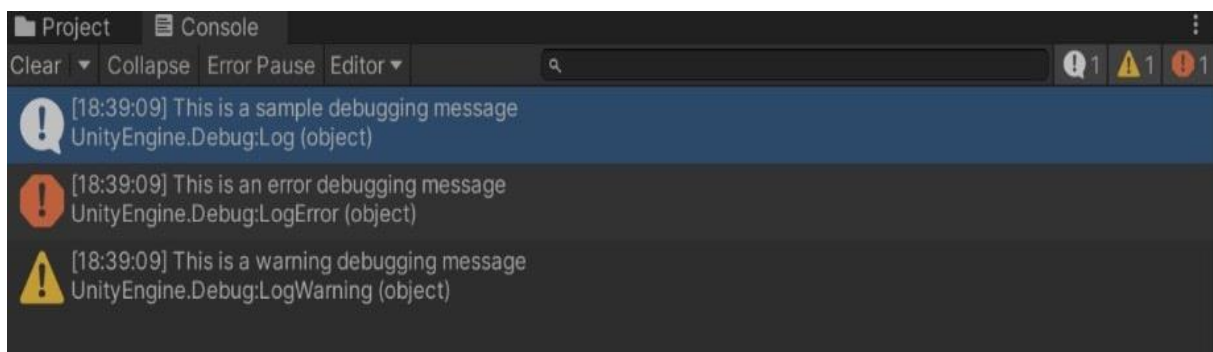 Project Console
Clear Collapse Error Pause Editor 1 1 1
[18:39:09] This is a sample debugging message
UnityEngine.Debug:Log (object)
[18:39:09] This is an error debugging message
UnityEngine.Debug:LogError (object)
[18:39:09] This is a warning debugging message
UnityEngine.Debug:LogWarning (object)